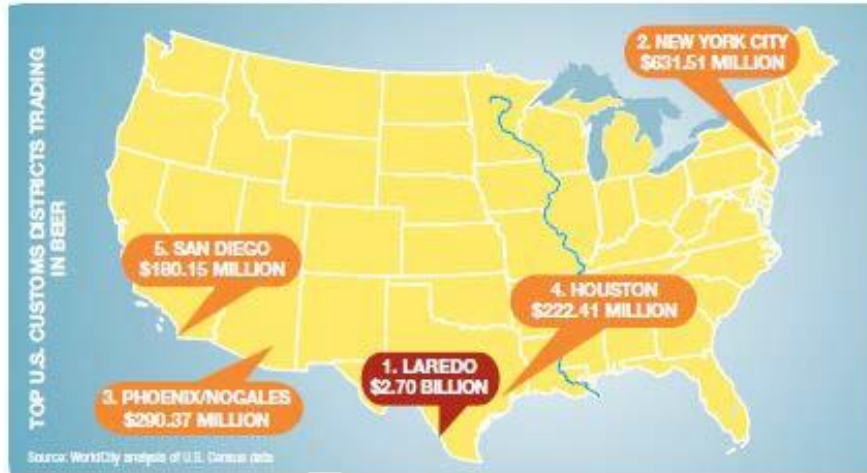 TOP U.S. CUSTOMS DISTRICTS TRADING
IN BEER
2. NEW YORK CITY
$631.51 MILLION
5. SAN DIEGO
$180.15 MILLION
4. HOUSTON
$222.41 MILLION
1. LAREDO
$2.70 BILLION
3. PHOENIX/NOGALES
$290.37 MILLION
Source: WorldCity analysis of U.S. Census data